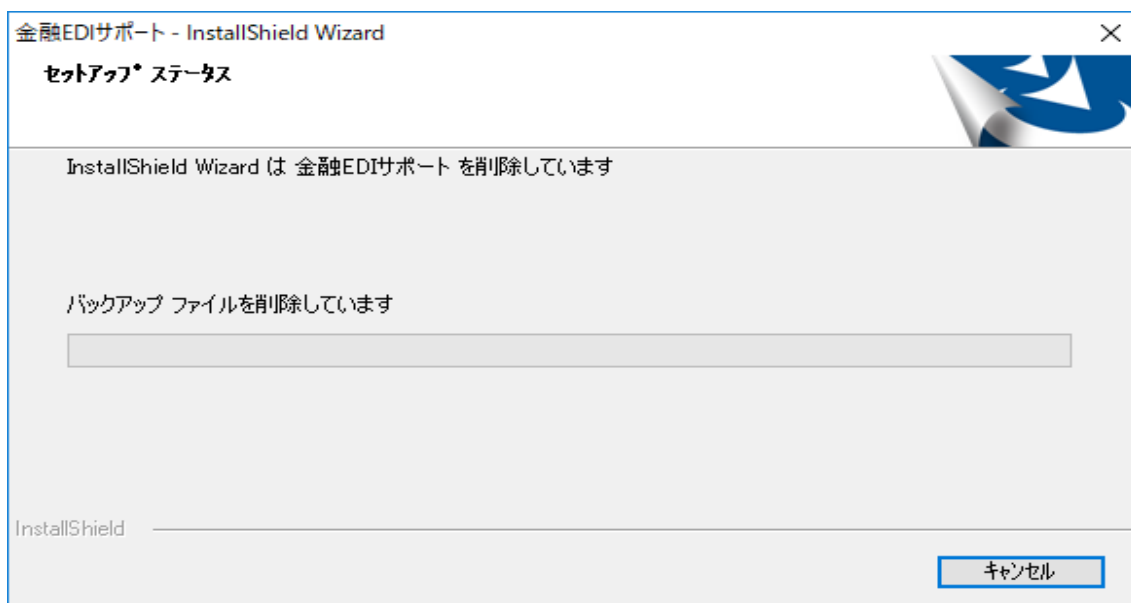 金融EDIサポート - InstallShield Wizard
セットアップ ステータス
InstallShield Wizard は 金融EDIサポート を削除しています
バックアップ ファイルを削除しています
InstallShield
キャンセル